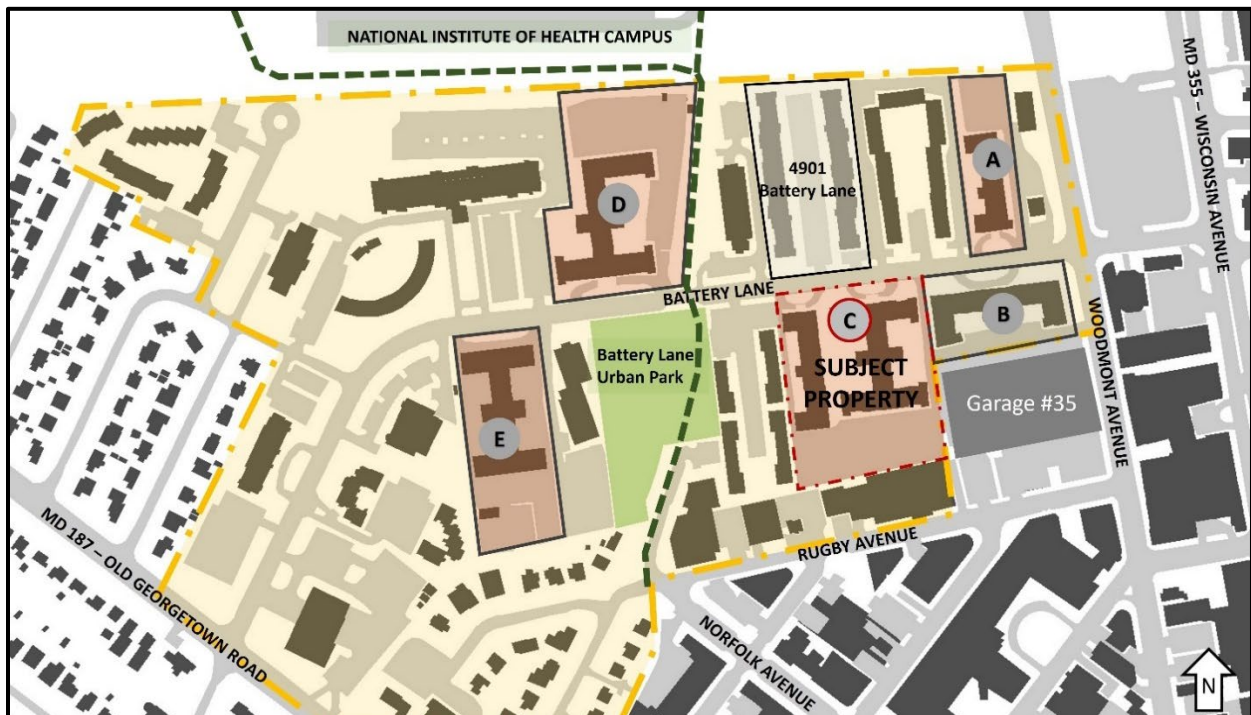 NATIONAL INSTITUTE OF HEALTH CAMPUS
MD 355 – WISCONSIN AVENUE
A
4901
Battery Lane
D
BATTERY LANE
B
C
SUBJECT
PROPERTY
WOODMONT AVENUE
Battery Lane
Urban Park
Garage #35
E
RUGBY AVENUE
MD 187 – OLD GEORGETOWN ROAD
NORFOLK AVENUE
N